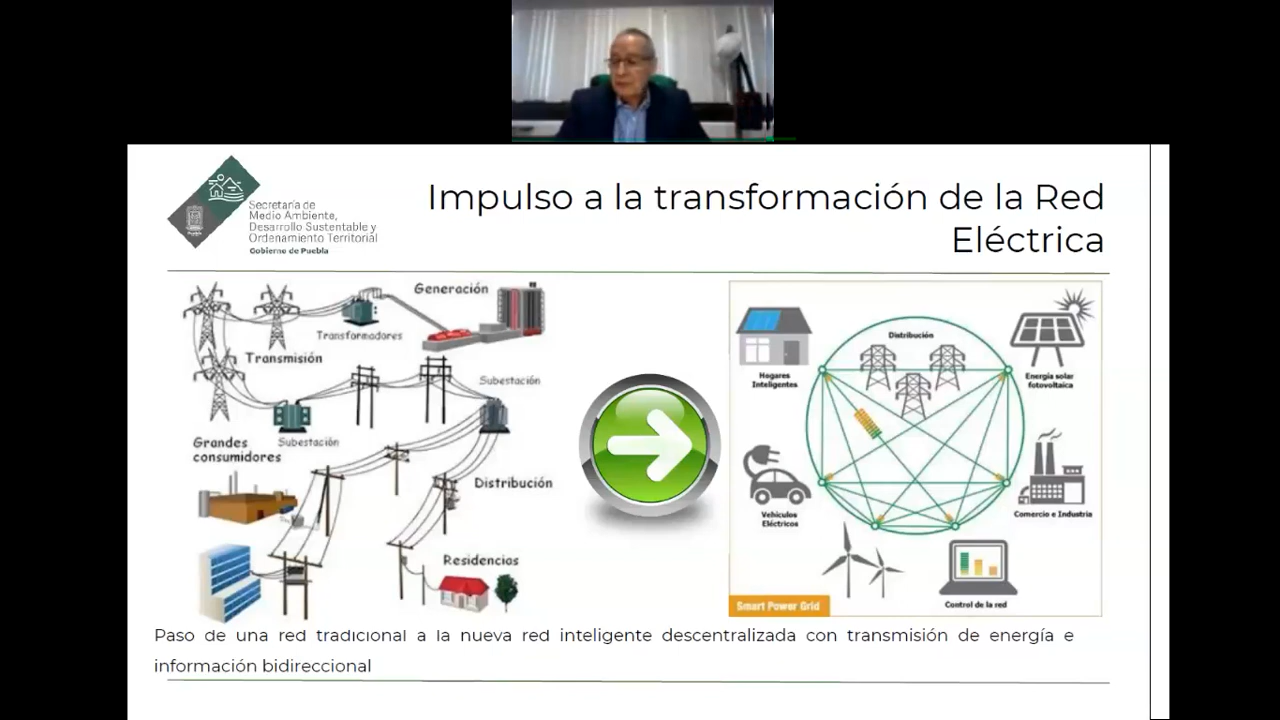 Secretaría de
Medio Ambiente,
Desarrollo Sustentable y
Ordenamiento Territorial
Gobierno de Puebla
Impulso a la transformación de la Red
Eléctrica
Generación
Transformadores
Transmisión
Subestación
Grandes
consumidores
Subestación
Distribución
Residencias
Distribución
Hogares
Inteligentes
Energía solar
fotovoltaica
Vehículos
Eléctricos
Comercio e Industria
Control de la red
Smart Power Grid
Paso de una red tradicional a la nueva red inteligente descentralizada con transmisión de energía e
información bidireccional